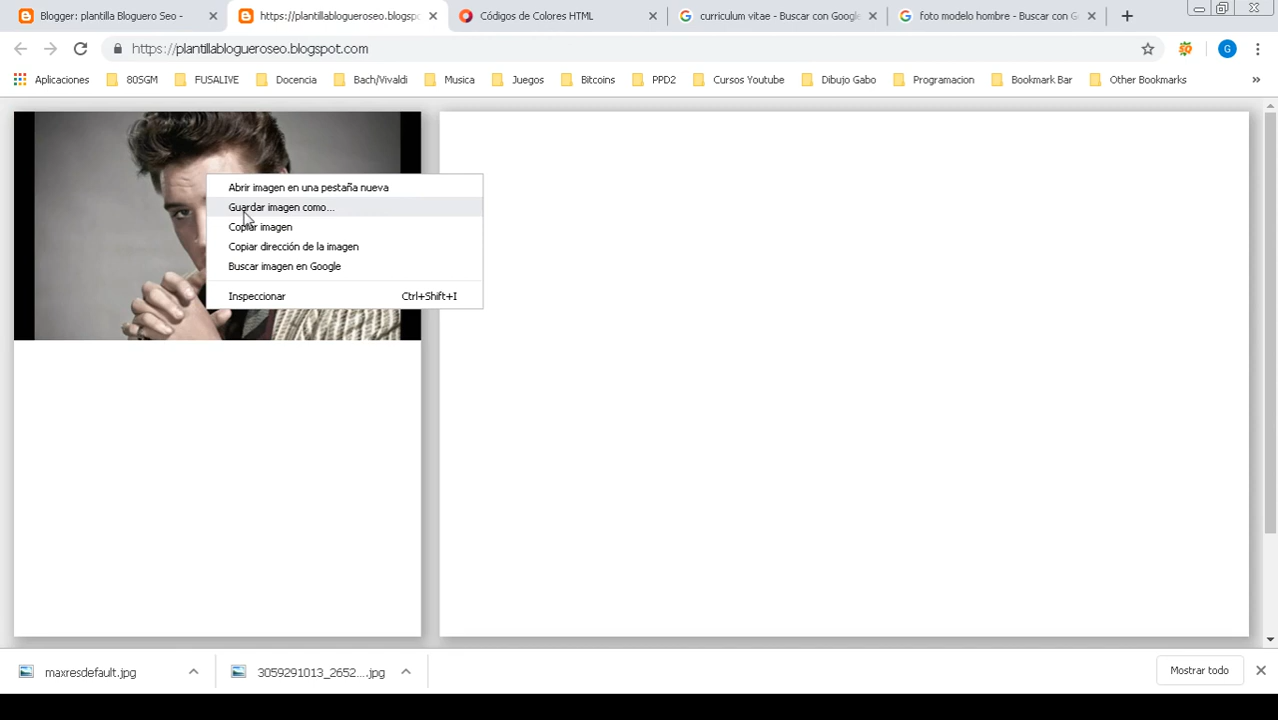 Blogger: plantilla Bloguero Seo -
https://plantillablogueroseo.blogspo
Códigos de Colores HTML
curriculum vitae - Buscar con Google
foto modelo hombre - Buscar con G
https://plantillablogueroseo.blogspot.com
G
Aplicaciones
80SGM
FUSALIVE
Docencia
Bach/Vivaldi
Musica
Juegos
Bitcoins
PPD2
Cursos Youtube
Dibujo Gabo
Programacion
Bookmark Bar
Other Bookmarks
Abrir imagen en una pestaña nueva
Guardar imagen como...
Copiar imagen
Copiar dirección de la imagen
Buscar imagen en Google
Inspeccionar Ctrl+Shift+I
maxresdefault.jpg
3059291013_2652....jpg
Mostrar todo